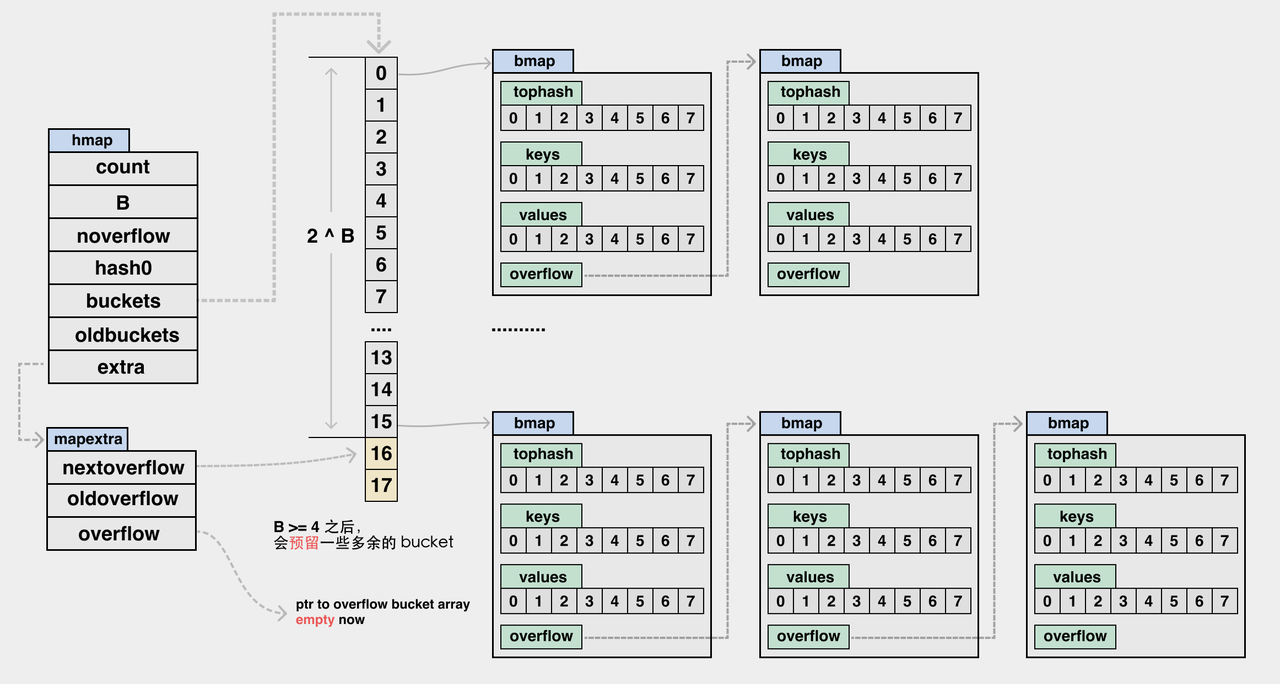 hmap
count
B
noverflow
hash0
buckets
oldbuckets
extra
mapextra
nextoverflow
oldoverflow
overflow
2 ^ B
0
1
2
3
4
5
6
7
....
13
14
15
16
17
B >= 4 之后，
会预留一些多余的 bucket
ptr to overflow bucket array
empty now
bmap
tophash
0 1 2 3 4 5 6 7
keys
0 1 2 3 4 5 6 7
values
0 1 2 3 4 5 6 7
overflow
bmap
tophash
0 1 2 3 4 5 6 7
keys
0 1 2 3 4 5 6 7
values
0 1 2 3 4 5 6 7
overflow
..........
bmap
tophash
0 1 2 3 4 5 6 7
keys
0 1 2 3 4 5 6 7
values
0 1 2 3 4 5 6 7
overflow
bmap
tophash
0 1 2 3 4 5 6 7
keys
0 1 2 3 4 5 6 7
values
0 1 2 3 4 5 6 7
overflow
bmap
tophash
0 1 2 3 4 5 6 7
keys
0 1 2 3 4 5 6 7
values
0 1 2 3 4 5 6 7
overflow